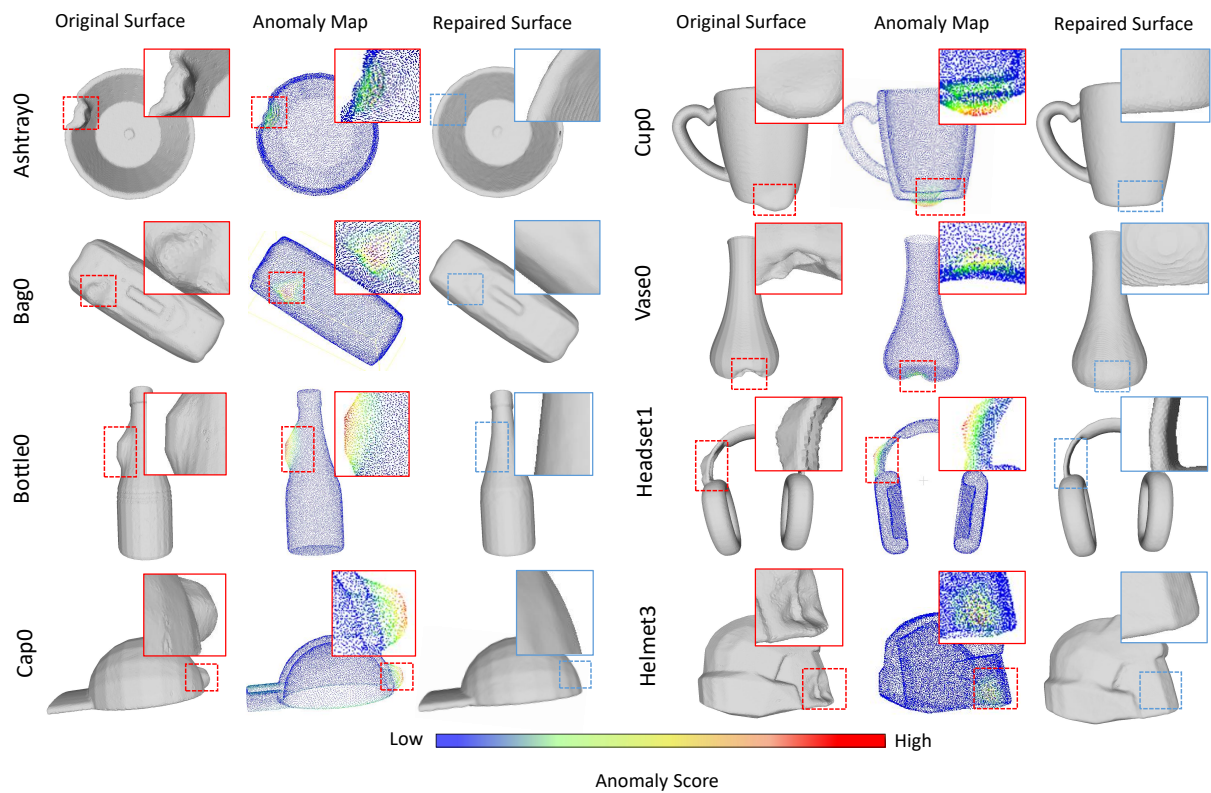 Original Surface Anomaly Map Repaired Surface Original Surface Anomaly Map Repaired Surface
Ashtray0
Cup0
Bag0
Vase0
Bottle0
Headset1
Cap0
Helmet3
Low High
Anomaly Score